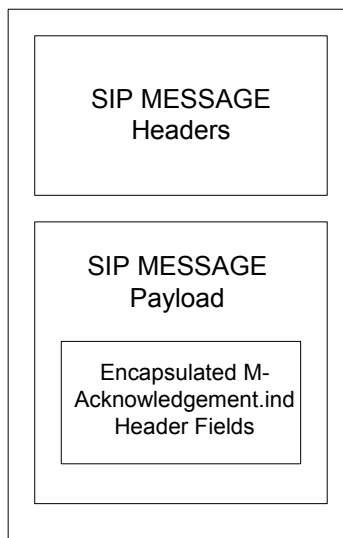 SIP MESSAGE
Headers
SIP MESSAGE
Payload
Encapsulated M-
Acknowledgement.ind
Header Fields